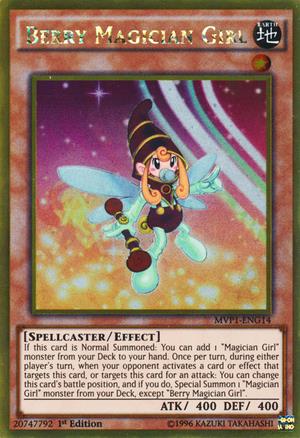 BERRY MAGICIAN GIRL
EARTH
地
MVP1-ENG14
[SPELLCASTER / EFFECT]
If this card is Normal Summoned: You can add 1 "Magician Girl"
monster from your Deck to your hand. Once per turn, during either
player's turn, when your opponent activates a card or effect that
targets this card, or targets this card for an attack: You can change
this card's battle position, and if you do, Special Summon 1 "Magician
Girl" monster from your Deck, except "Berry Magician Girl".
ATK/ 400 DEF/ 400
20747792 1st Edition ©1996 KAZUKI TAKAHASHI